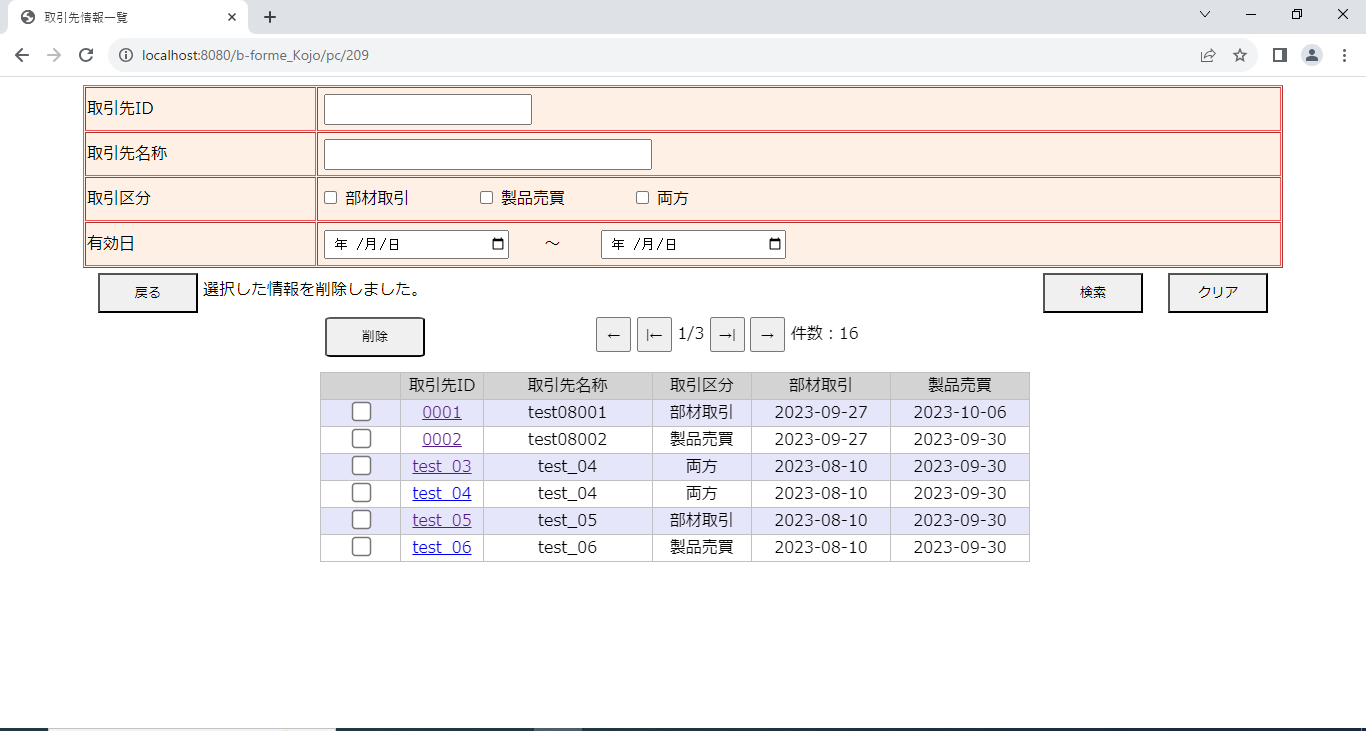 取引先情報一覧
localhost:8080/b-forme_Kojo/pc/209
取引先ID
取引先名称
取引区分 部材取引 製品売買 両方
有効日 年 /月/日 ～ 年 /月/日
戻る 選択した情報を削除しました。 検索 クリア
削除 ← |← 1/3 →| → 件数：16
取引先ID 取引先名称 取引区分 部材取引 製品売買
0001 test08001 部材取引 2023-09-27 2023-10-06
0002 test08002 製品売買 2023-09-27 2023-09-30
test_03 test_04 両方 2023-08-10 2023-09-30
test_04 test_04 両方 2023-08-10 2023-09-30
test_05 test_05 部材取引 2023-08-10 2023-09-30
test_06 test_06 製品売買 2023-08-10 2023-09-30